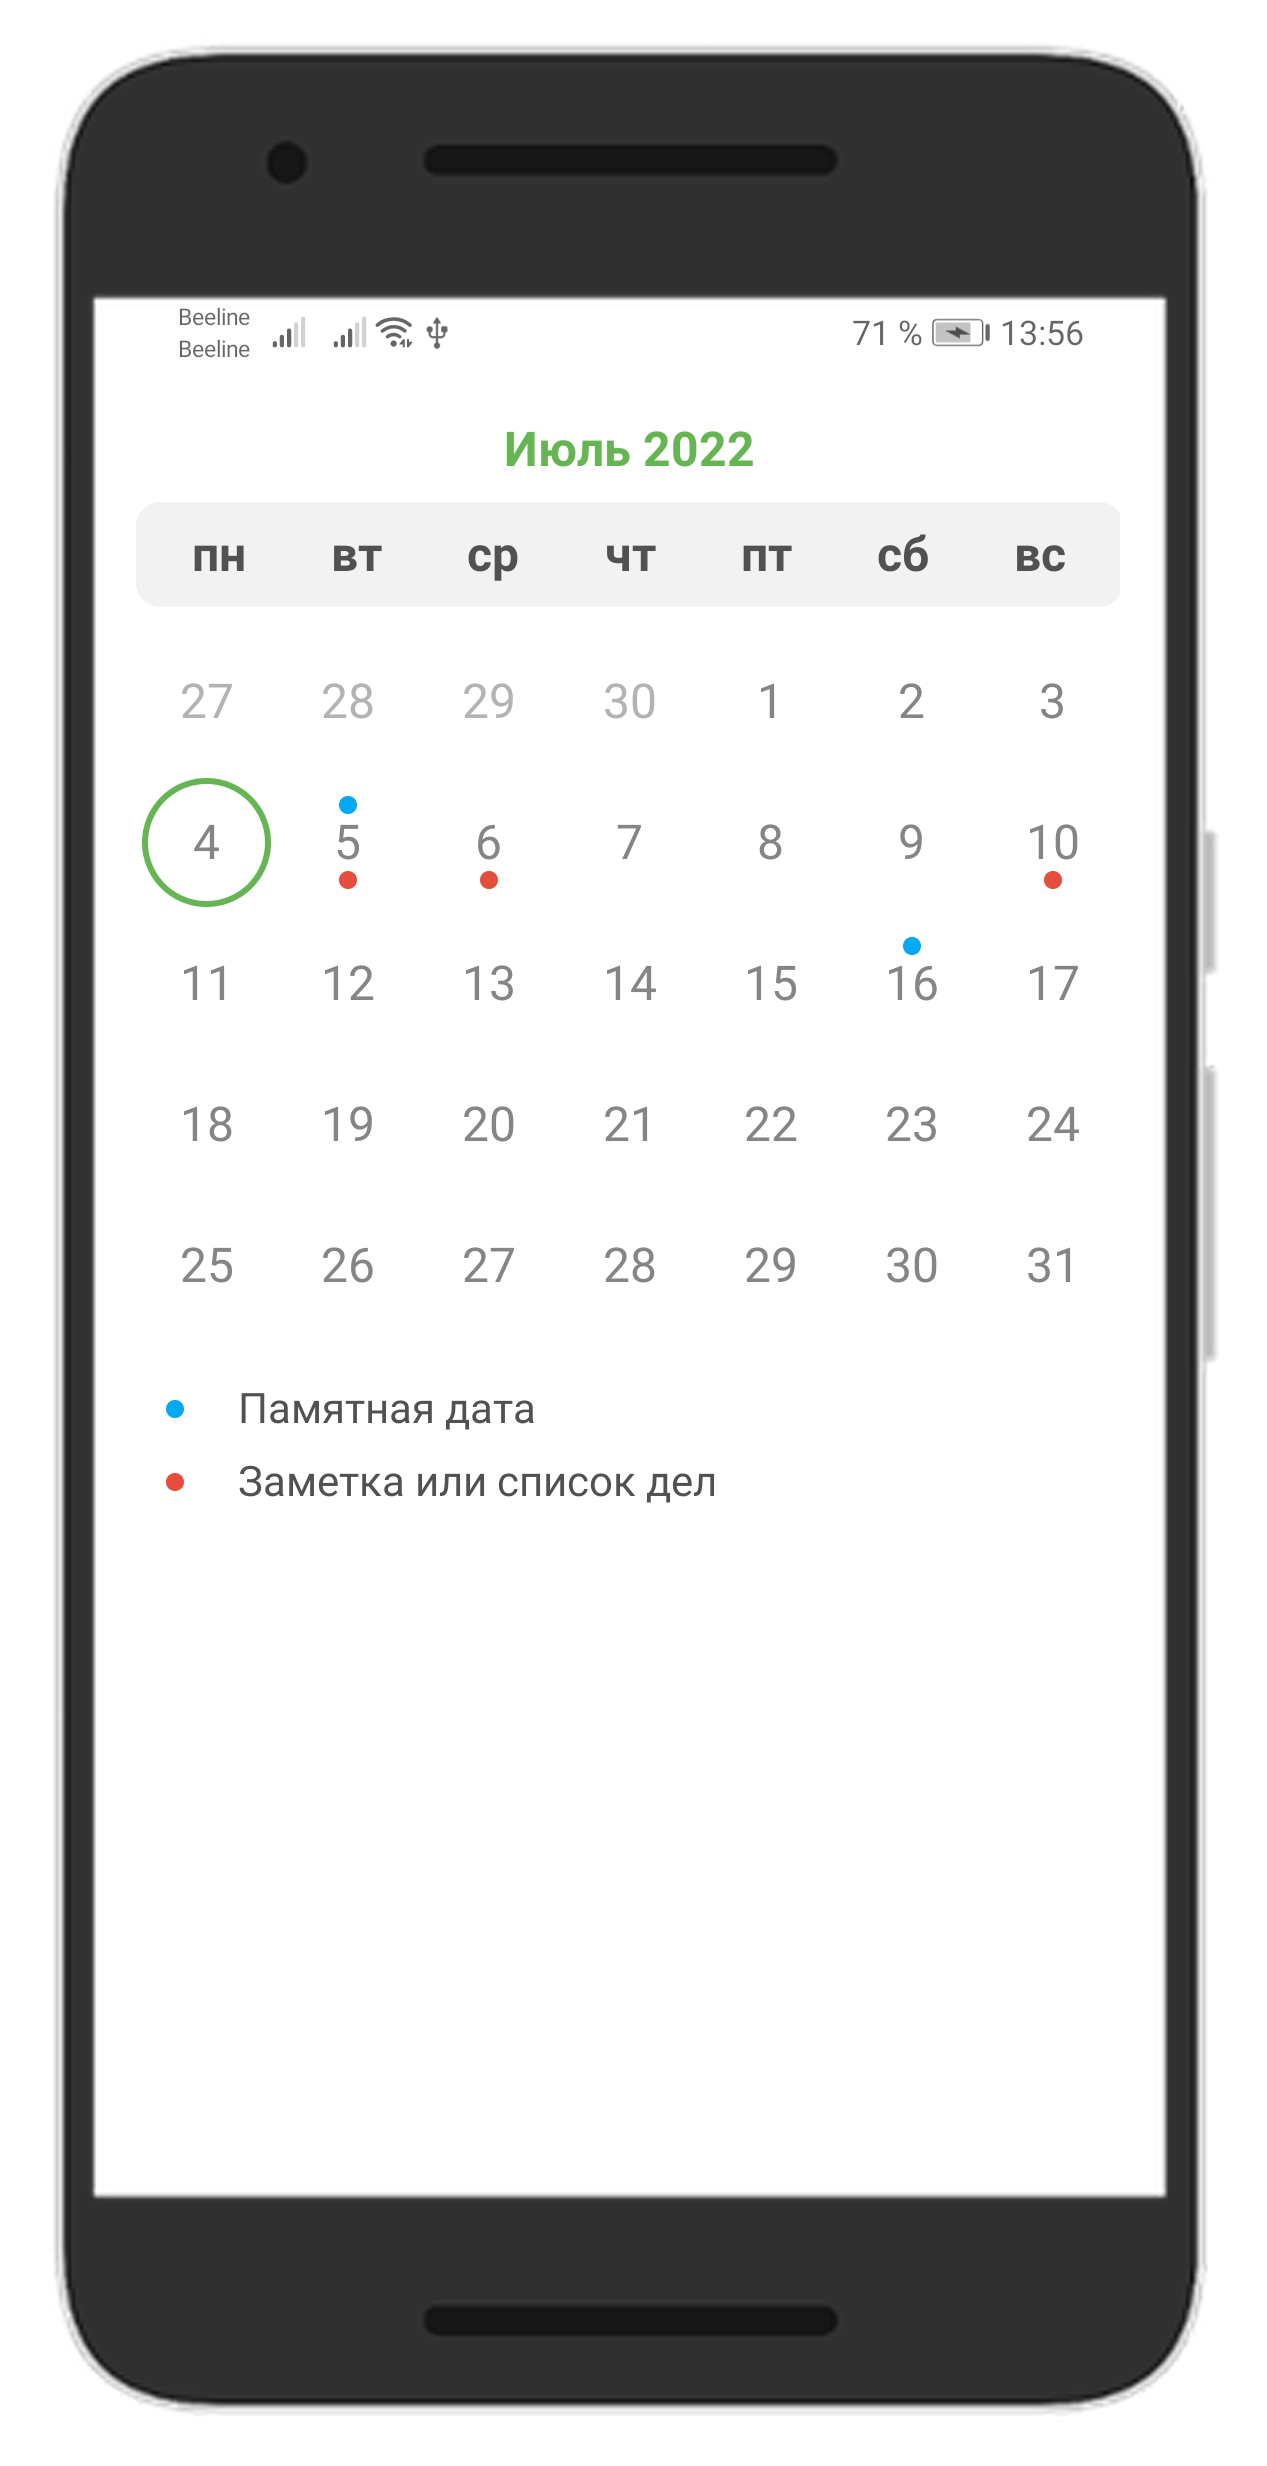 Beeline
Beeline
71 % 13:56
Июль 2022
пн вт ср чт пт сб вс
27 28 29 30 1 2 3
4 5 6 7 8 9 10
11 12 13 14 15 16 17
18 19 20 21 22 23 24
25 26 27 28 29 30 31
Памятная дата
Заметка или список дел